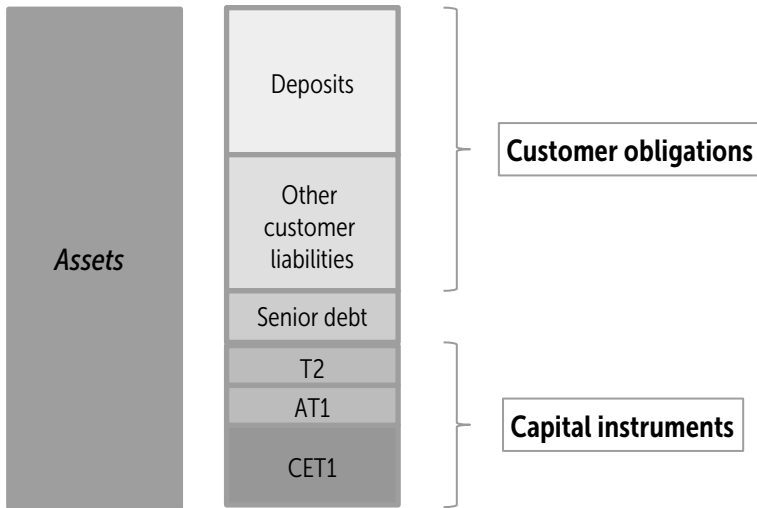 Deposits
Customer obligations
Other
customer
liabilities
Assets
Senior debt
T2
AT1
Capital instruments
CET1